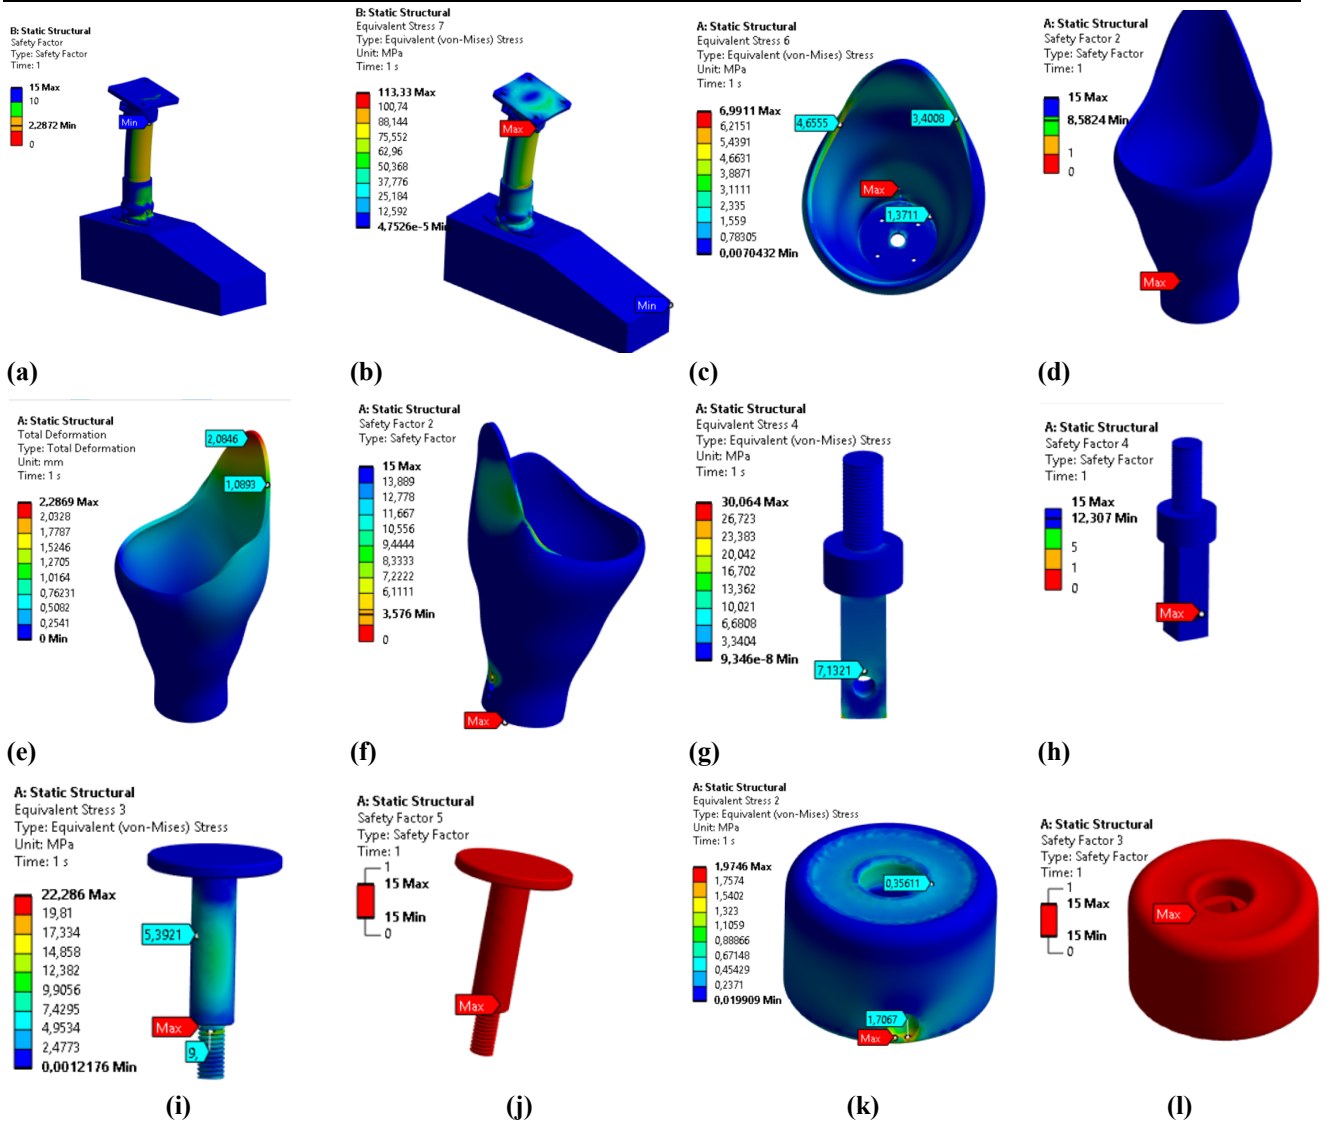 B: Static Structural
Safety Factor
Type: Safety Factor
Time: 1
15 Max
10
2,2872 Min
0
Min
(a)
B: Static Structural
Equivalent Stress 7
Type: Equivalent (von-Mises) Stress
Unit: MPa
Time: 1 s
113,33 Max
100,74
88,144
75,552
62,96
50,368
37,776
25,184
12,592
4,7526e-5 Min
Max
Min
(b)
A: Static Structural
Equivalent Stress 6
Type: Equivalent (von-Mises) Stress
Unit: MPa
Time: 1 s
6,9911 Max
6,2151
5,4391
4,6631
3,8871
3,1111
2,335
1,559
0,78305
0,0070432 Min
4,6555
3,4008
Max
1,3711
(c)
A: Static Structural
Safety Factor 2
Type: Safety Factor
Time: 1
15 Max
8,5824 Min
1
0
Max
(d)
A: Static Structural
Total Deformation
Type: Total Deformation
Unit: mm
Time: 1 s
2,2869 Max
2,0328
1,7787
1,5246
1,2705
1,0164
0,76231
0,5082
0,2541
0 Min
2,0846
1,0893
(e)
A: Static Structural
Safety Factor 2
Type: Safety Factor
15 Max
13,889
12,778
11,667
10,556
9,4444
8,3333
7,2222
6,1111
3,576 Min
0
Max
(f)
A: Static Structural
Equivalent Stress 4
Type: Equivalent (von-Mises) Stress
Unit: MPa
Time: 1 s
30,064 Max
26,723
23,383
20,042
16,702
13,362
10,021
6,6808
3,3404
9,346e-8 Min
7,1321
(g)
A: Static Structural
Safety Factor 4
Type: Safety Factor
Time: 1
15 Max
12,307 Min
5
1
0
Max
(h)
A: Static Structural
Equivalent Stress 3
Type: Equivalent (von-Mises) Stress
Unit: MPa
Time: 1 s
22,286 Max
19,81
17,334
14,858
12,382
9,9056
7,4295
4,9534
2,4773
0,0012176 Min
5,3921
Max
9,
(i)
A: Static Structural
Safety Factor 5
Type: Safety Factor
Time: 1
1
15 Max
15 Min
0
Max
(j)
A: Static Structural
Equivalent Stress 2
Type: Equivalent (von-Mises) Stress
Unit: MPa
Time: 1 s
1,9746 Max
1,7574
1,5402
1,323
1,1059
0,88866
0,67148
0,45429
0,2371
0,019909 Min
0,35611
1,7067
Max
(k)
A: Static Structural
Safety Factor 3
Type: Safety Factor
Time: 1
1
15 Max
15 Min
0
Max
(l)